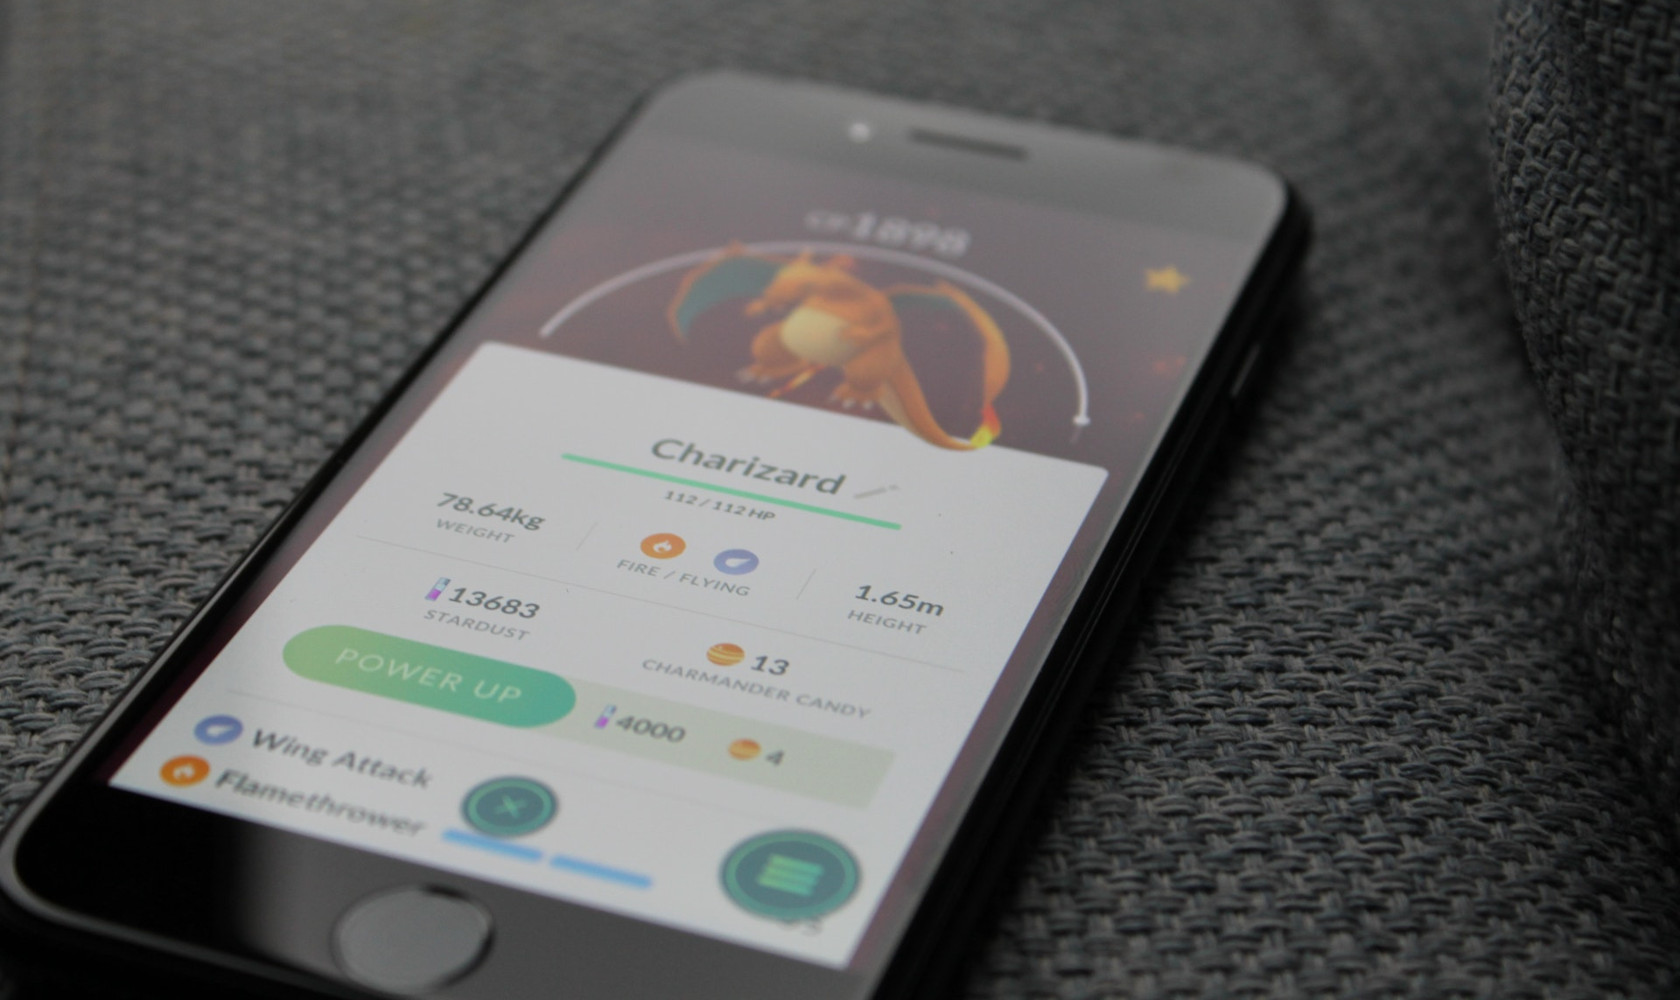 CP1898
Charizard
112 / 112 HP
78.64kg
WEIGHT
FIRE / FLYING
1.65m
HEIGHT
13683
STARDUST
13
CHARMANDER CANDY
POWER UP
4000
4
Wing Attack
Flamethrower